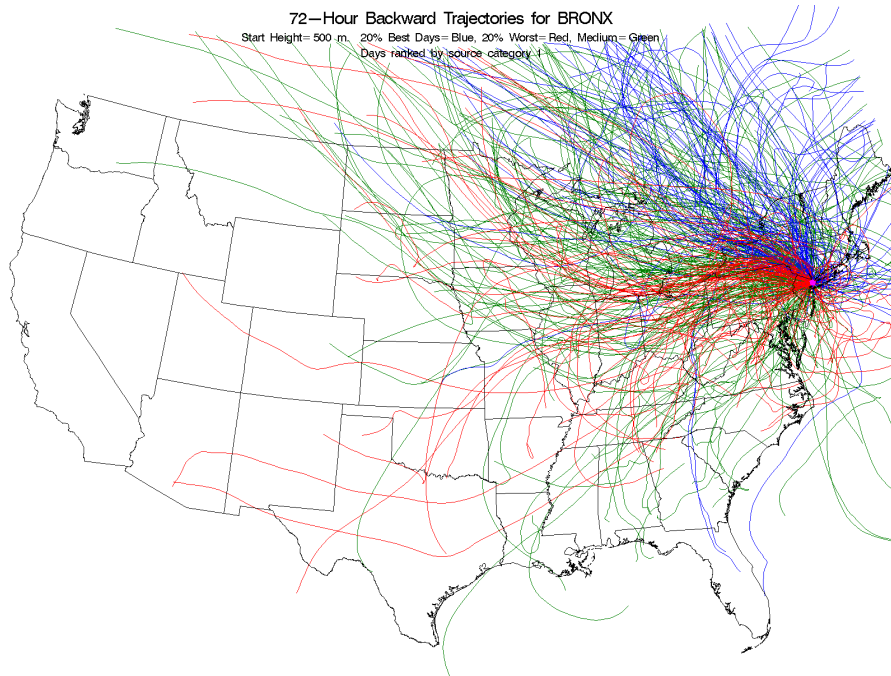 72-Hour Backward Trajectories for BRONX
Start Height= 500 m. 20% Best Days=Blue, 20% Worst=Red, Medium=Green
Days ranked by source category 1